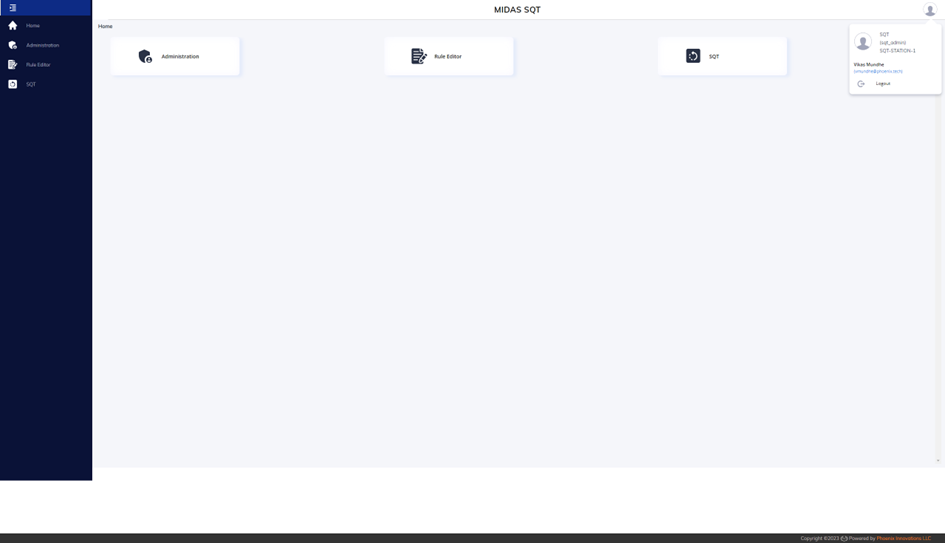 MIDAS SQT
Home
Administration
Rule Editor
SQT
Home
Administration
Rule Editor
SQT
SQT
(sqt_admin)
SQT-STATION-1
Vikas Mundhe
Logout
Copyright ©2023 Powered by Phoenix Innovations LLC